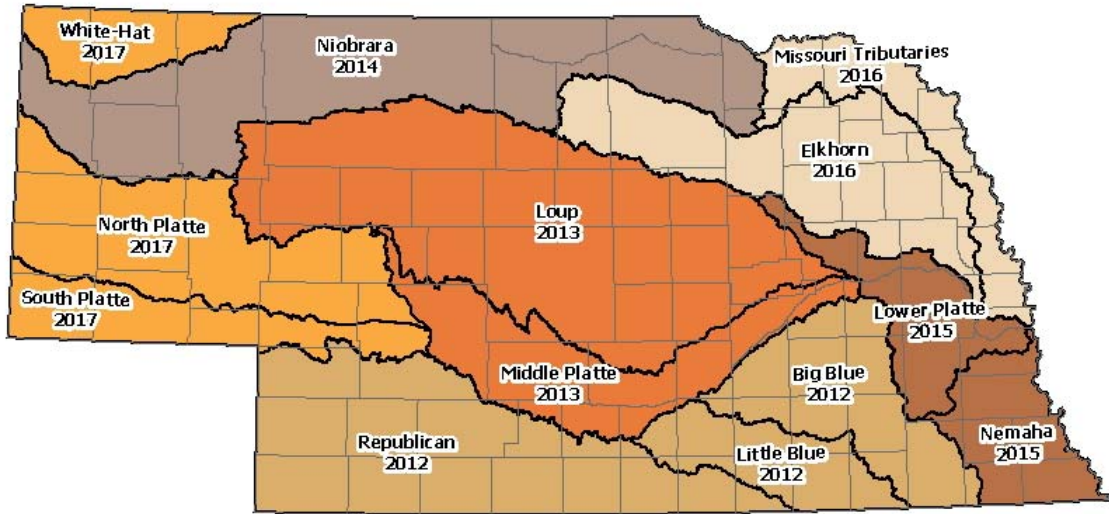 White-Hat
2017
Niobrara
2014
Missouri Tributaries
2016
Elkhorn
2016
North Platte
2017
Loup
2013
South Platte
2017
Lower Platte
2015
Middle Platte
2013
Big Blue
2012
Republican
2012
Little Blue
2012
Nemaha
2015